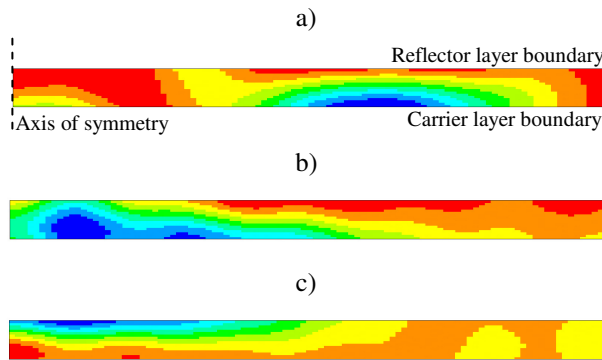 a)
Reflector layer boundary
Axis of symmetry
Carrier layer boundary
b)
c)